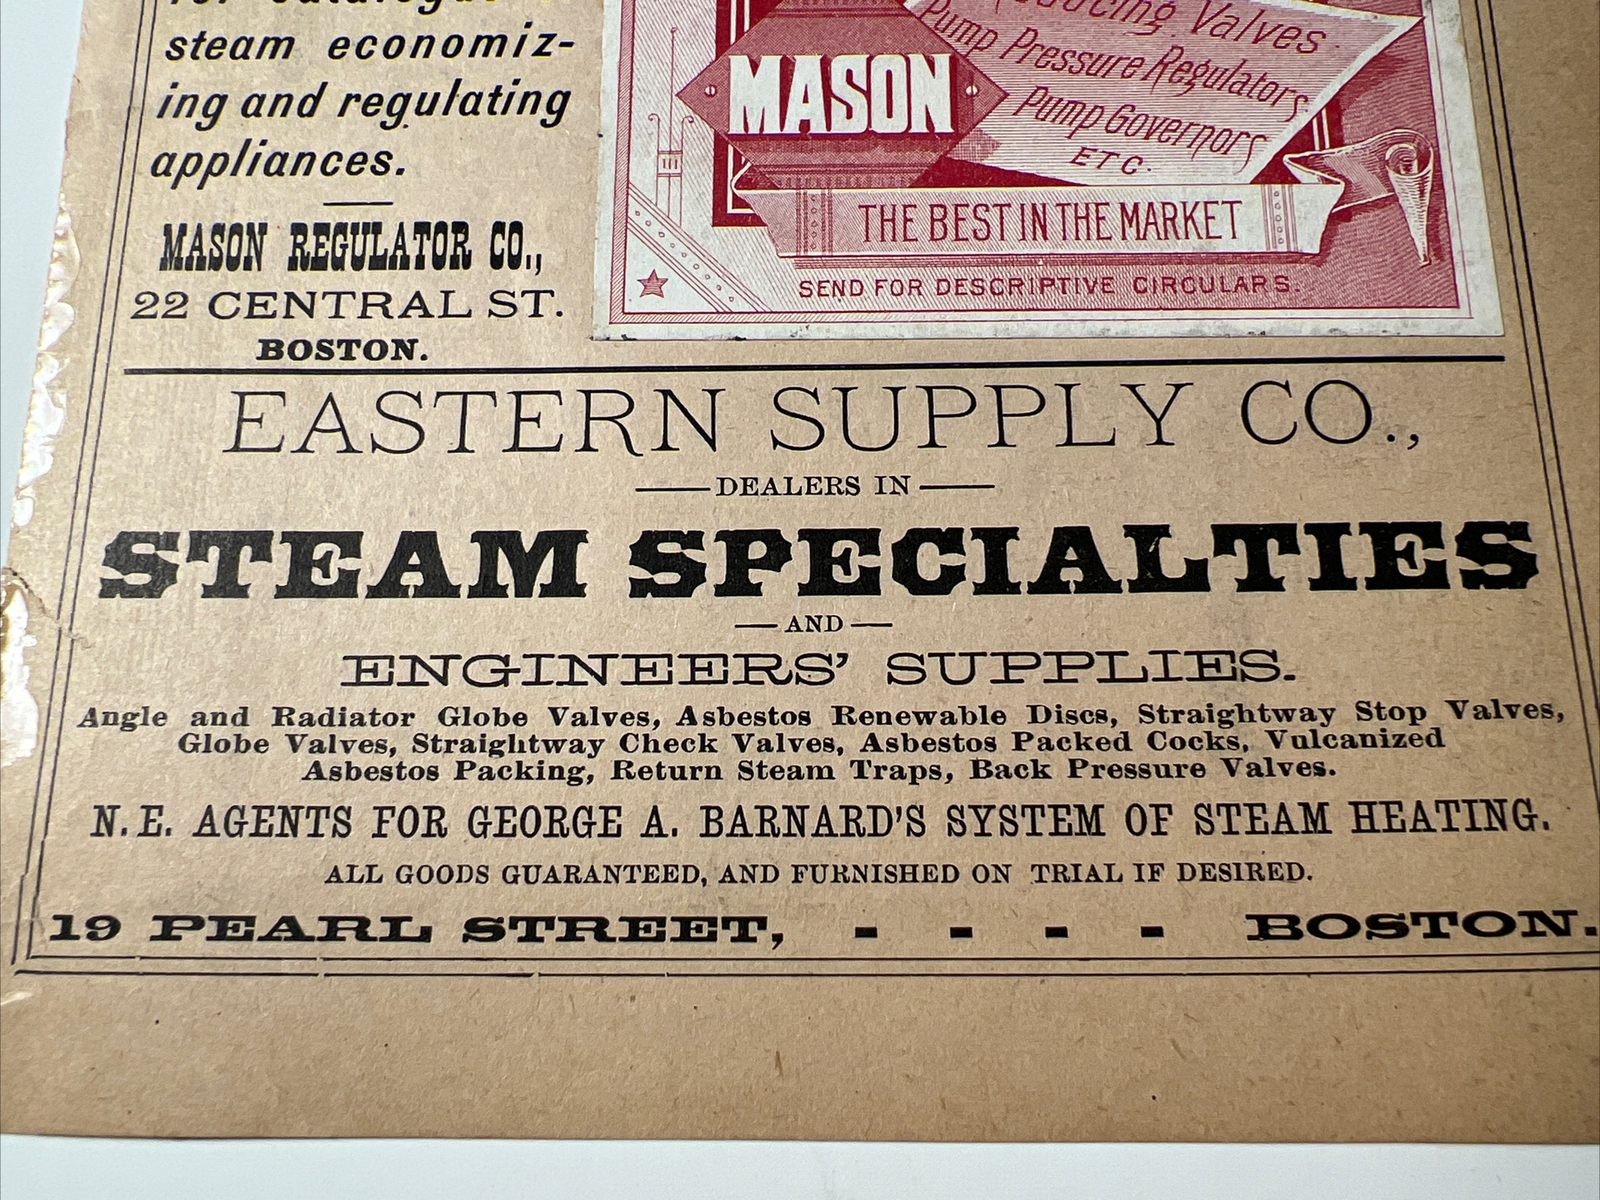 for catalogue
steam economiz-
ing and regulating
appliances.
MASON REGULATOR CO.,
22 CENTRAL ST.
BOSTON.
Valves
Pump Pressure Regulators
Pump Governors
ETC.
MASON
THE BEST IN THE MARKET
SEND FOR DESCRIPTIVE CIRCULARS.
EASTERN SUPPLY CO.,
DEALERS IN
STEAM SPECIALTIES
AND
ENGINEERS' SUPPLIES.
Angle and Radiator Globe Valves, Asbestos Renewable Discs, Straightway Stop Valves,
Globe Valves, Straightway Check Valves, Asbestos Packed Cocks, Vulcanized
Asbestos Packing, Return Steam Traps, Back Pressure Valves.
N. E. AGENTS FOR GEORGE A. BARNARD'S SYSTEM OF STEAM HEATING.
ALL GOODS GUARANTEED, AND FURNISHED ON TRIAL IF DESIRED.
19 PEARL STREET, - - - - BOSTON.